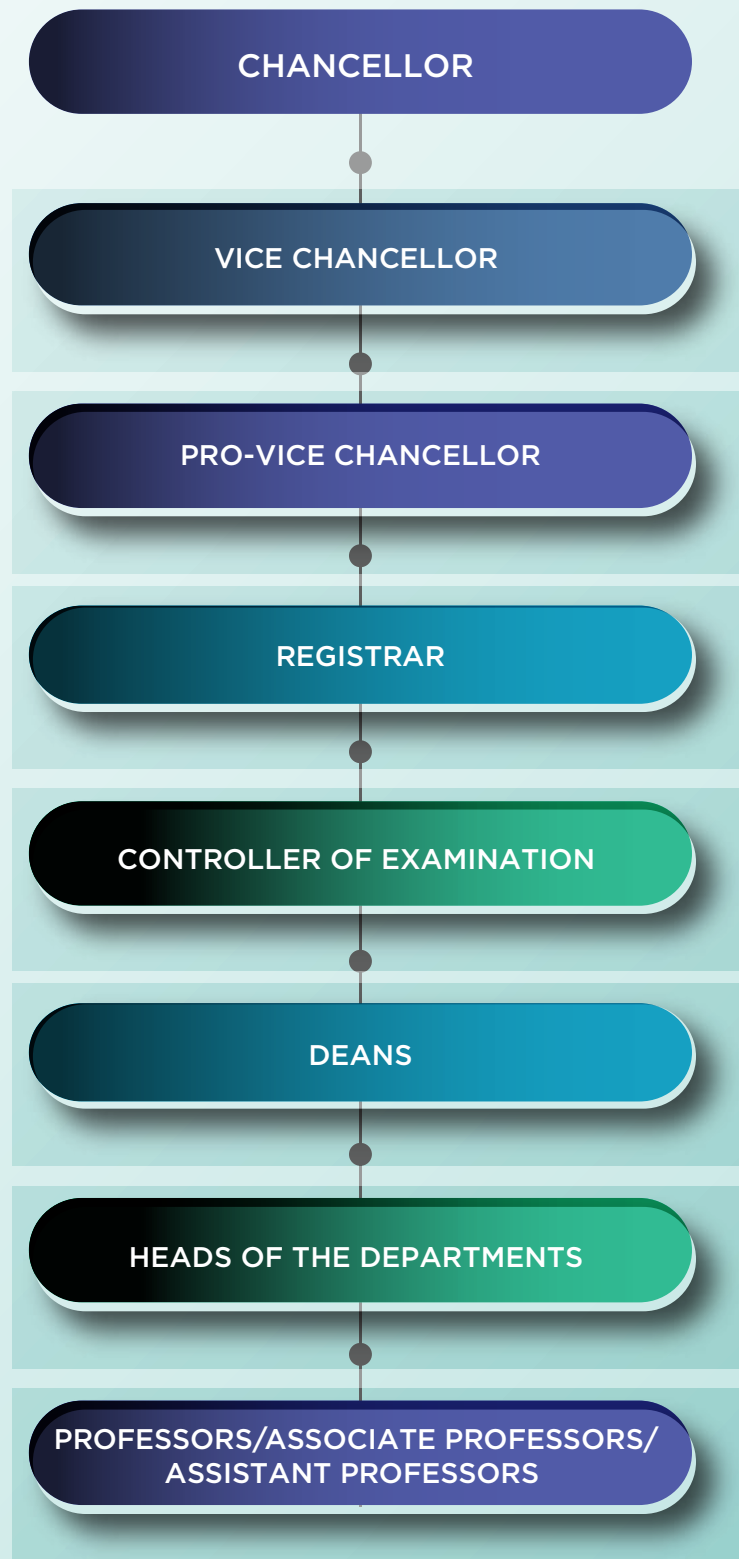 CHANCELLOR
VICE CHANCELLOR
PRO-VICE CHANCELLOR
REGISTRAR
CONTROLLER OF EXAMINATION
DEANS
HEADS OF THE DEPARTMENTS
PROFESSORS/ASSOCIATE PROFESSORS/
ASSISTANT PROFESSORS